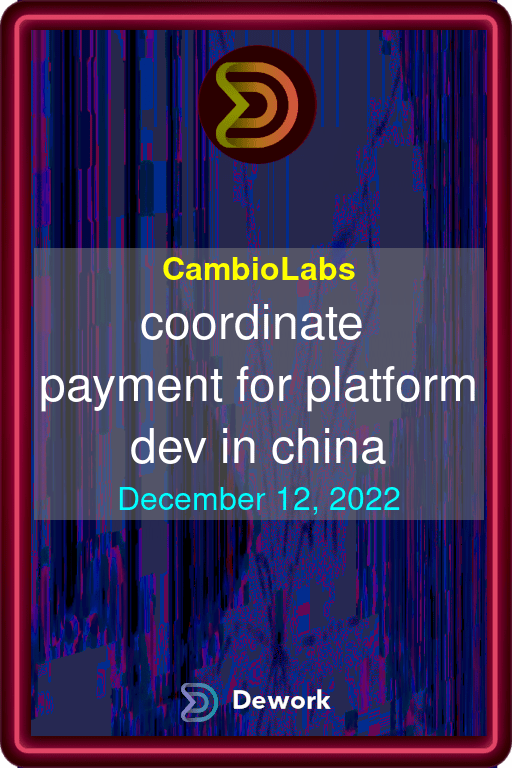 CambioLabs
coordinate
payment for platform
dev in china
December 12, 2022
Dework